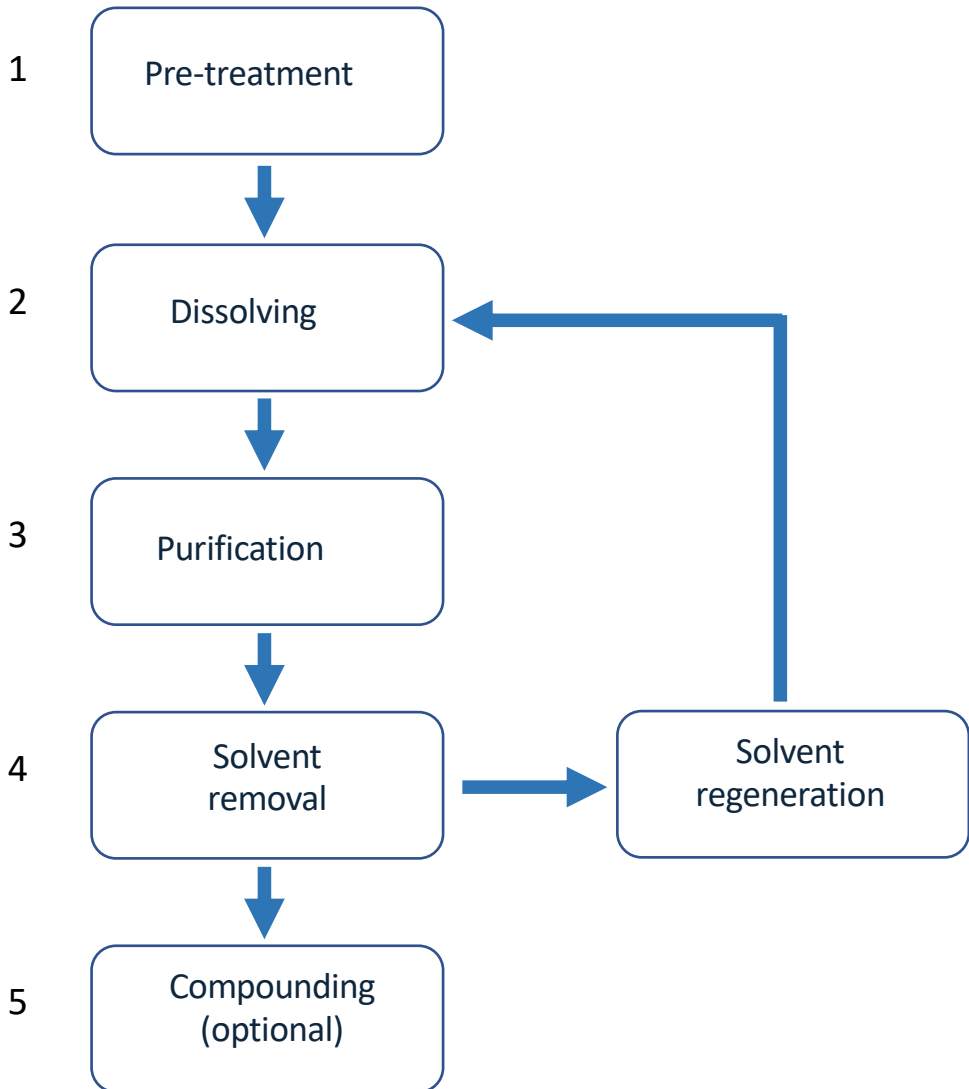 1
Pre-treatment
2
Dissolving
3
Purification
4
Solvent
removal
Solvent
regeneration
5
Compounding
(optional)